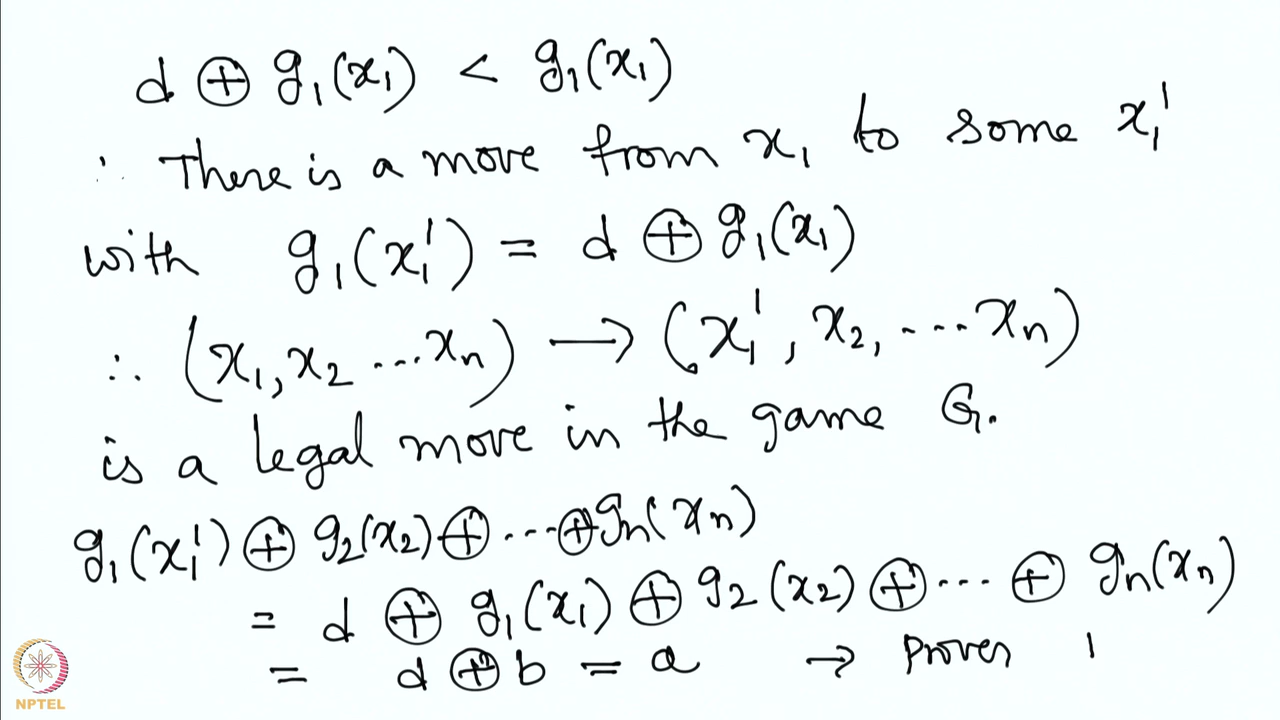 d ⊕ g₁(x₁) < g₁(x₁)
∴ There is a move from x₁ to some x₁'
with g₁(x₁') = d ⊕ g₁(x₁)
∴ (x₁, x₂ ... xₙ) → (x₁', x₂, .... xₙ)
is a legal move in the game G.
g₁(x₁') ⊕ g₂(x₂) ⊕ ... ⊕ gₙ(xₙ)
= d ⊕ g₁(x₁) ⊕ g₂(x₂) ⊕ ... ⊕ gₙ(xₙ)
= d ⊕ b = a → Proves 1
NPTEL